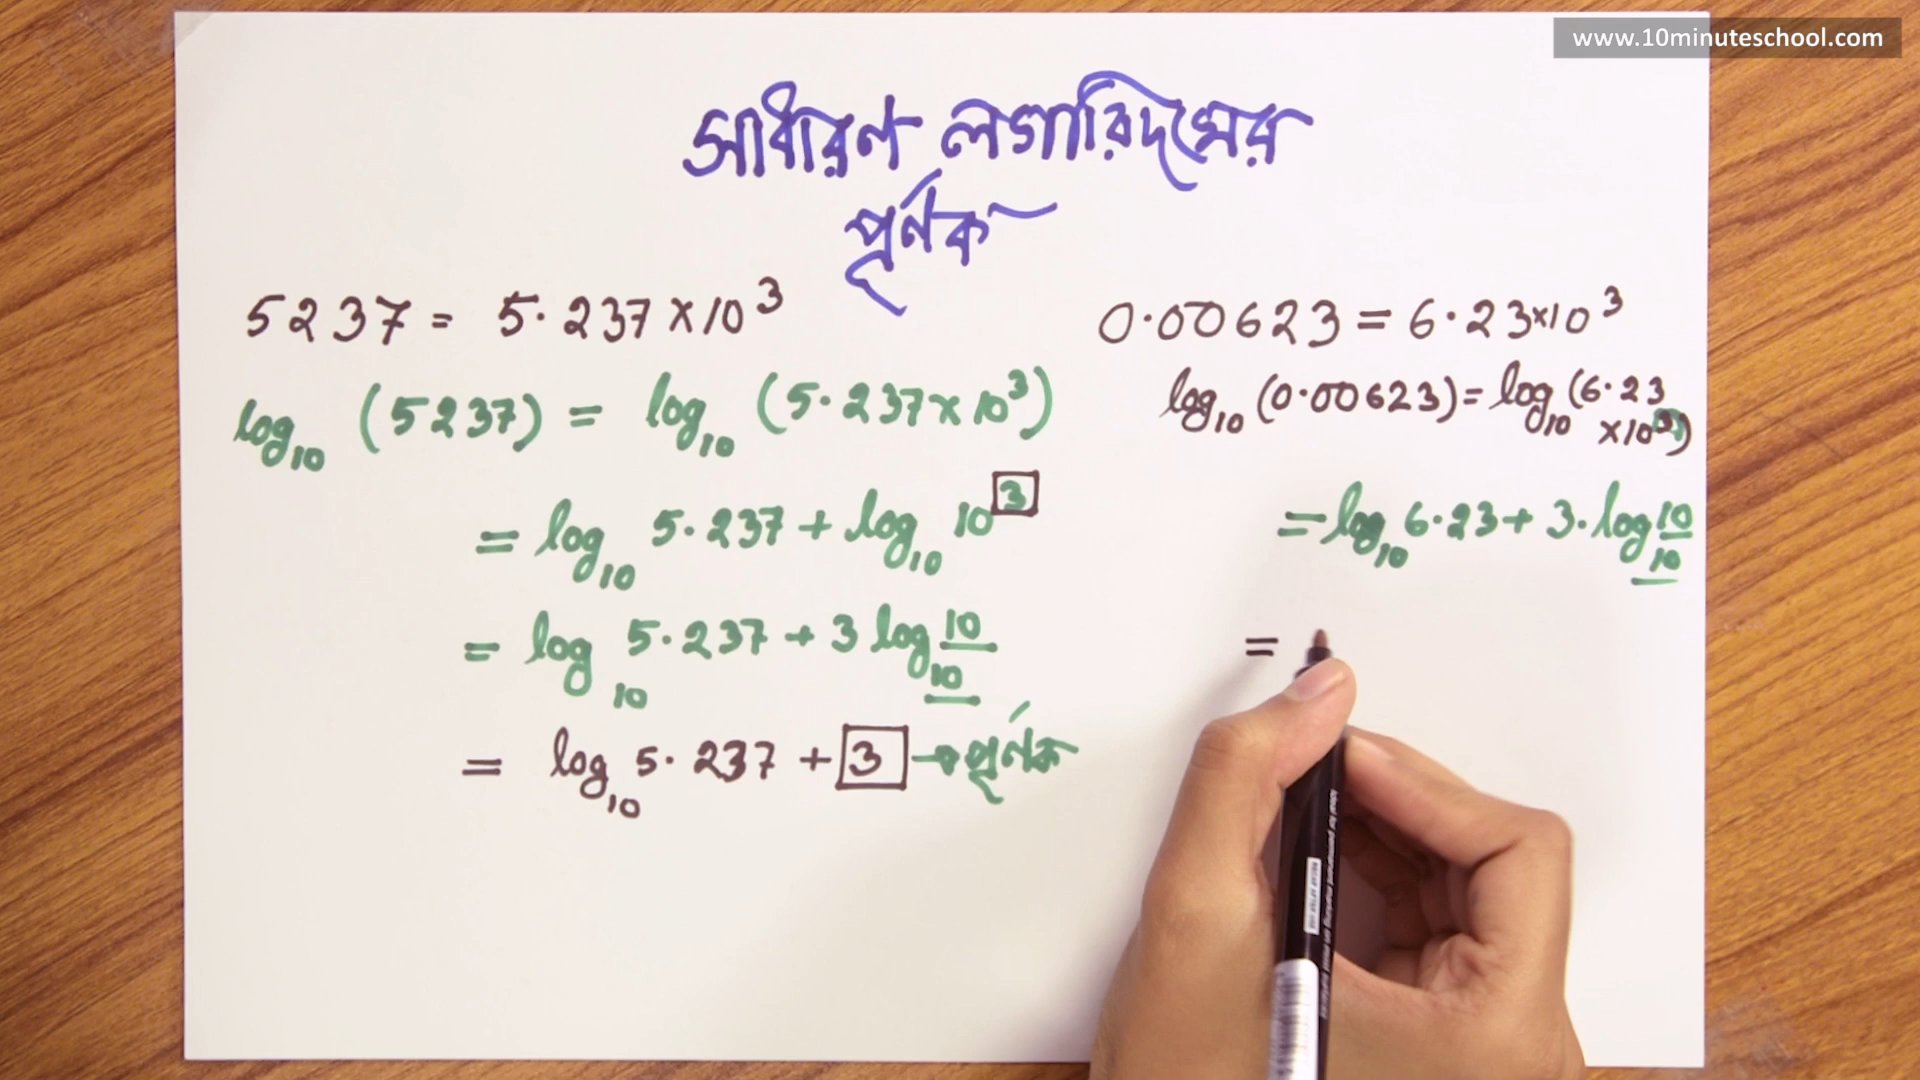 www.10minuteschool.com
সাধারণ লগারিদমের
পূর্ণক
5237 = 5.237 × 10³
log₁₀ (5237) = log₁₀ (5.237 × 10³)
= log₁₀ 5.237 + log₁₀ 10³
= log₁₀ 5.237 + 3 log₁₀ 10
= log₁₀ 5.237 + 3 → পূর্ণক
0.00623 = 6.23 × 10³
log₁₀ (0.00623) = log₁₀ (6.23
× 10³)
= log₁₀ 6.23 + 3. log₁₀ 10
=